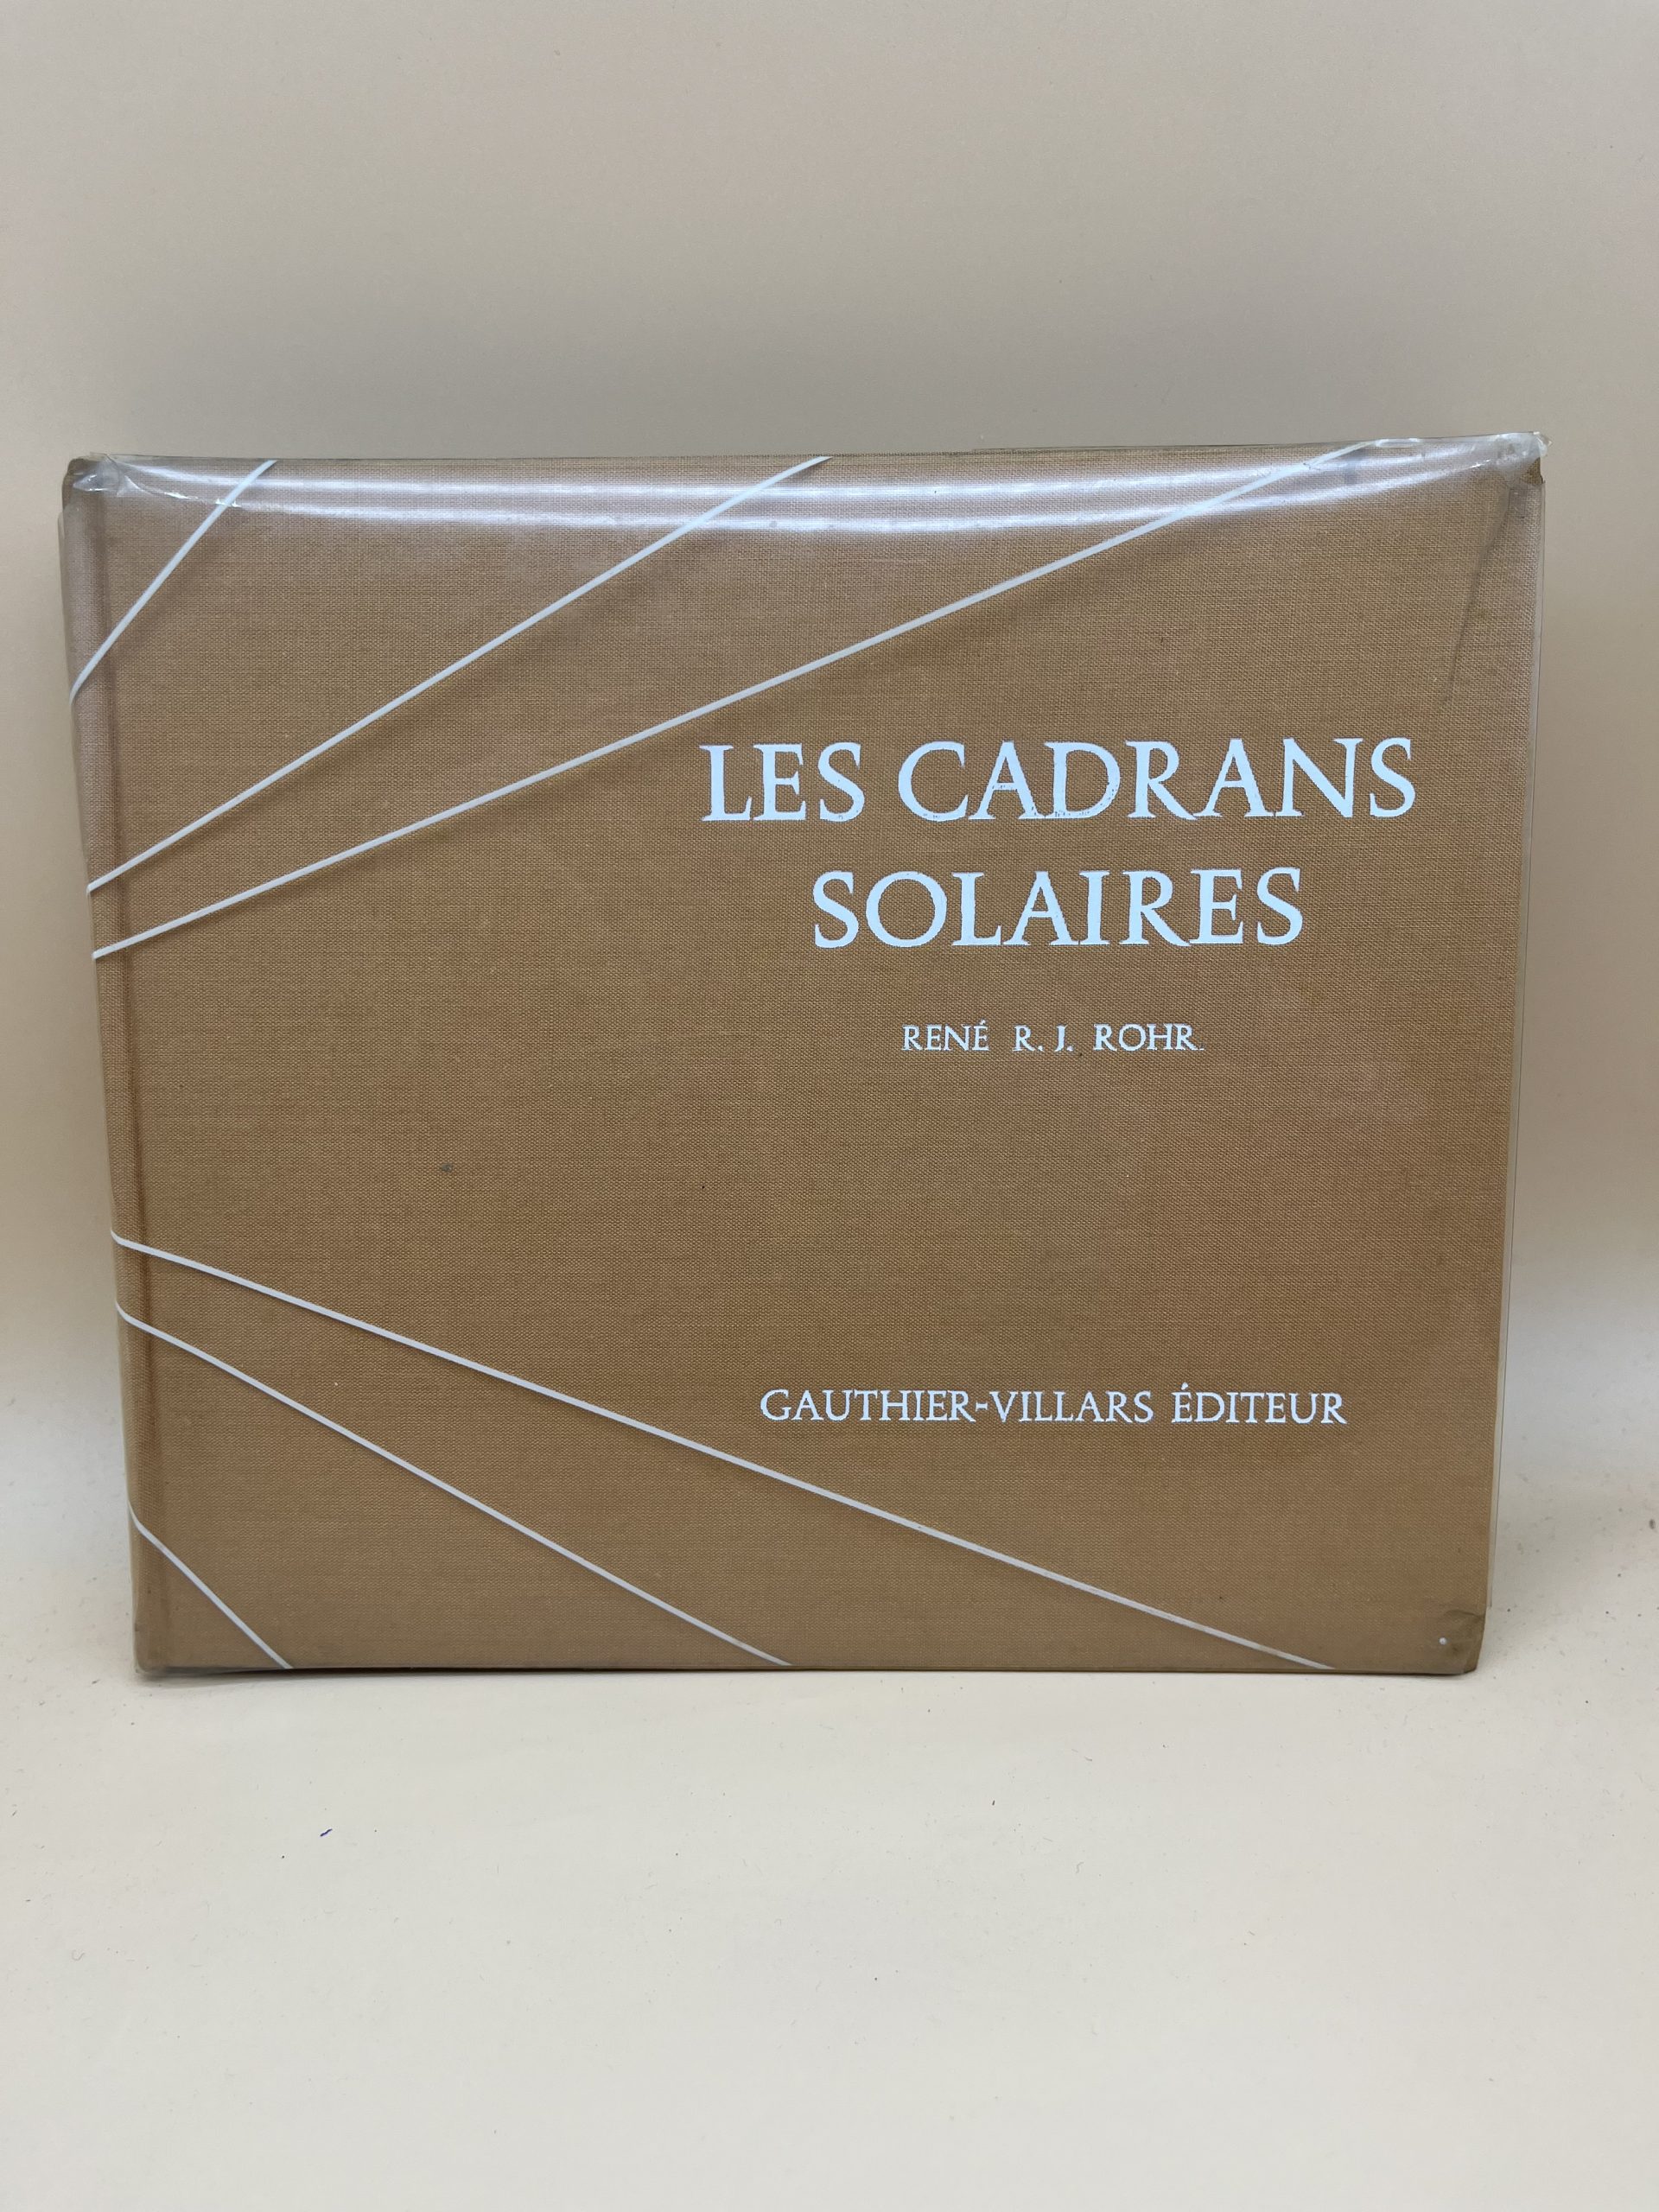 LES CADRANS
SOLAIRES
RENÉ R. J. ROHR.
GAUTHIER-VILLARS ÉDITEUR